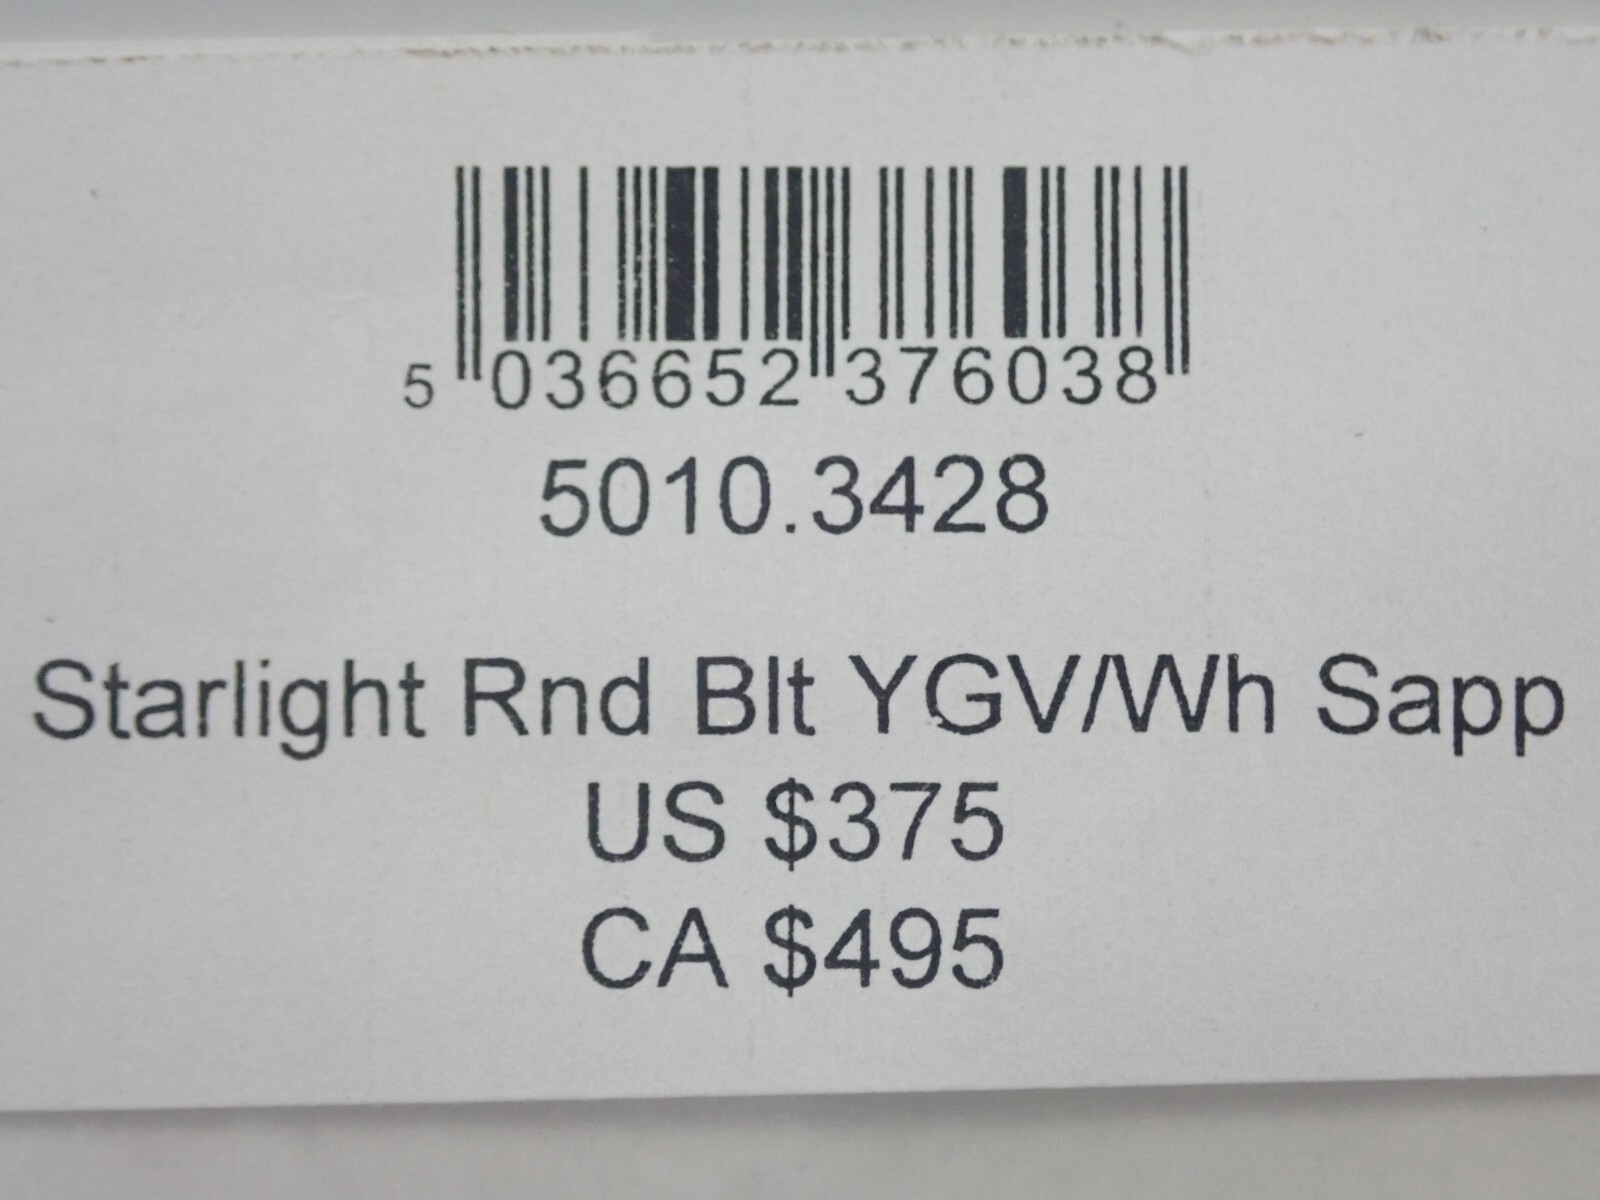 5 036652 376038
5010.3428
Starlight Rnd Blt YGV/Wh Sapp
US $375
CA $495